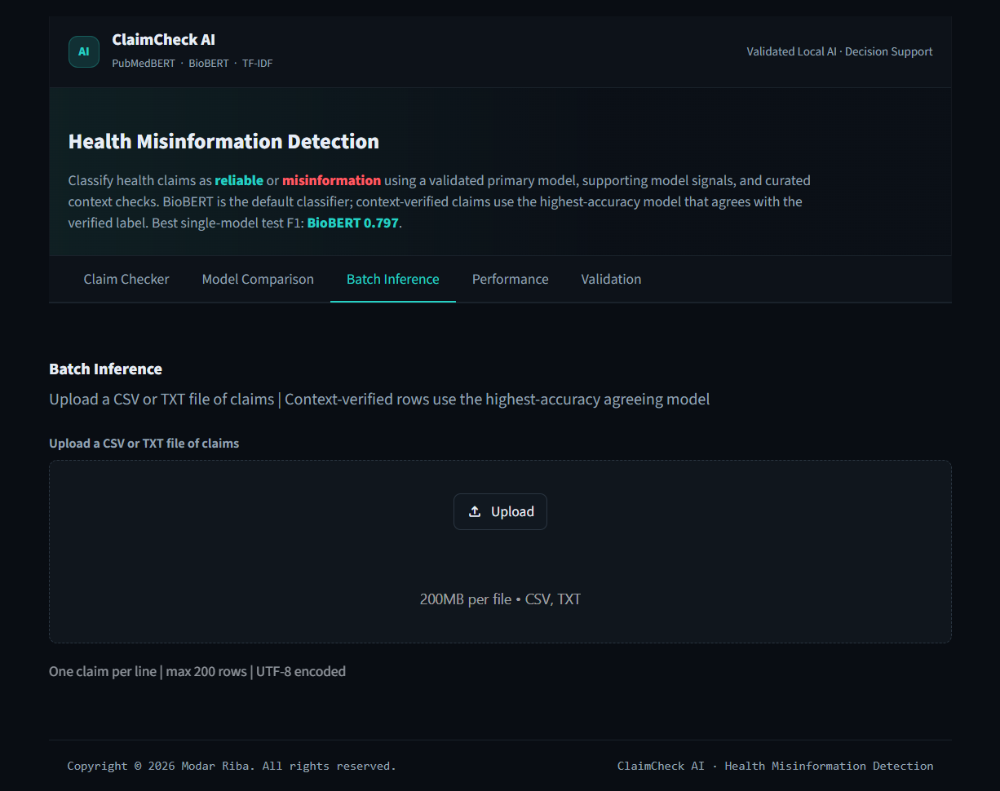 AI
ClaimCheck AI
PubMedBERT · BioBERT · TF-IDF
Validated Local AI · Decision Support
Health Misinformation Detection
Classify health claims as reliable or misinformation using a validated primary model, supporting model signals, and curated
context checks. BioBERT is the default classifier; context-verified claims use the highest-accuracy model that agrees with the
verified label. Best single-model test F1: BioBERT 0.797.
Claim Checker Model Comparison Batch Inference Performance Validation
Batch Inference
Upload a CSV or TXT file of claims | Context-verified rows use the highest-accuracy agreeing model
Upload a CSV or TXT file of claims
Upload
200MB per file • CSV, TXT
One claim per line | max 200 rows | UTF-8 encoded
Copyright © 2026 Modar Riba. All rights reserved.
ClaimCheck AI · Health Misinformation Detection